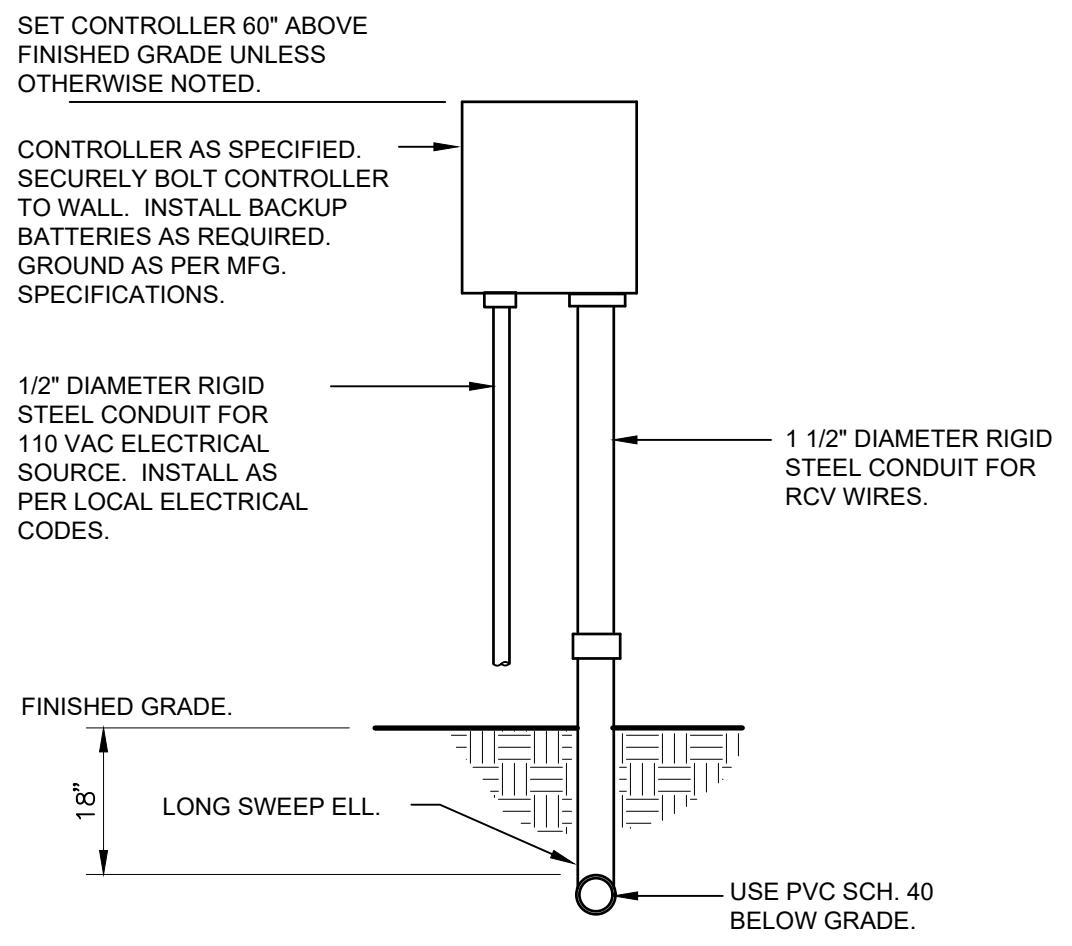 SET CONTROLLER 60" ABOVE
FINISHED GRADE UNLESS
OTHERWISE NOTED.
CONTROLLER AS SPECIFIED.
SECURELY BOLT CONTROLLER
TO WALL. INSTALL BACKUP
BATTERIES AS REQUIRED.
GROUND AS PER MFG.
SPECIFICATIONS.
1/2" DIAMETER RIGID
STEEL CONDUIT FOR
110 VAC ELECTRICAL
SOURCE. INSTALL AS
PER LOCAL ELECTRICAL
CODES.
1 1/2" DIAMETER RIGID
STEEL CONDUIT FOR
RCV WIRES.
FINISHED GRADE.
18"
LONG SWEEP ELL.
USE PVC SCH. 40
BELOW GRADE.